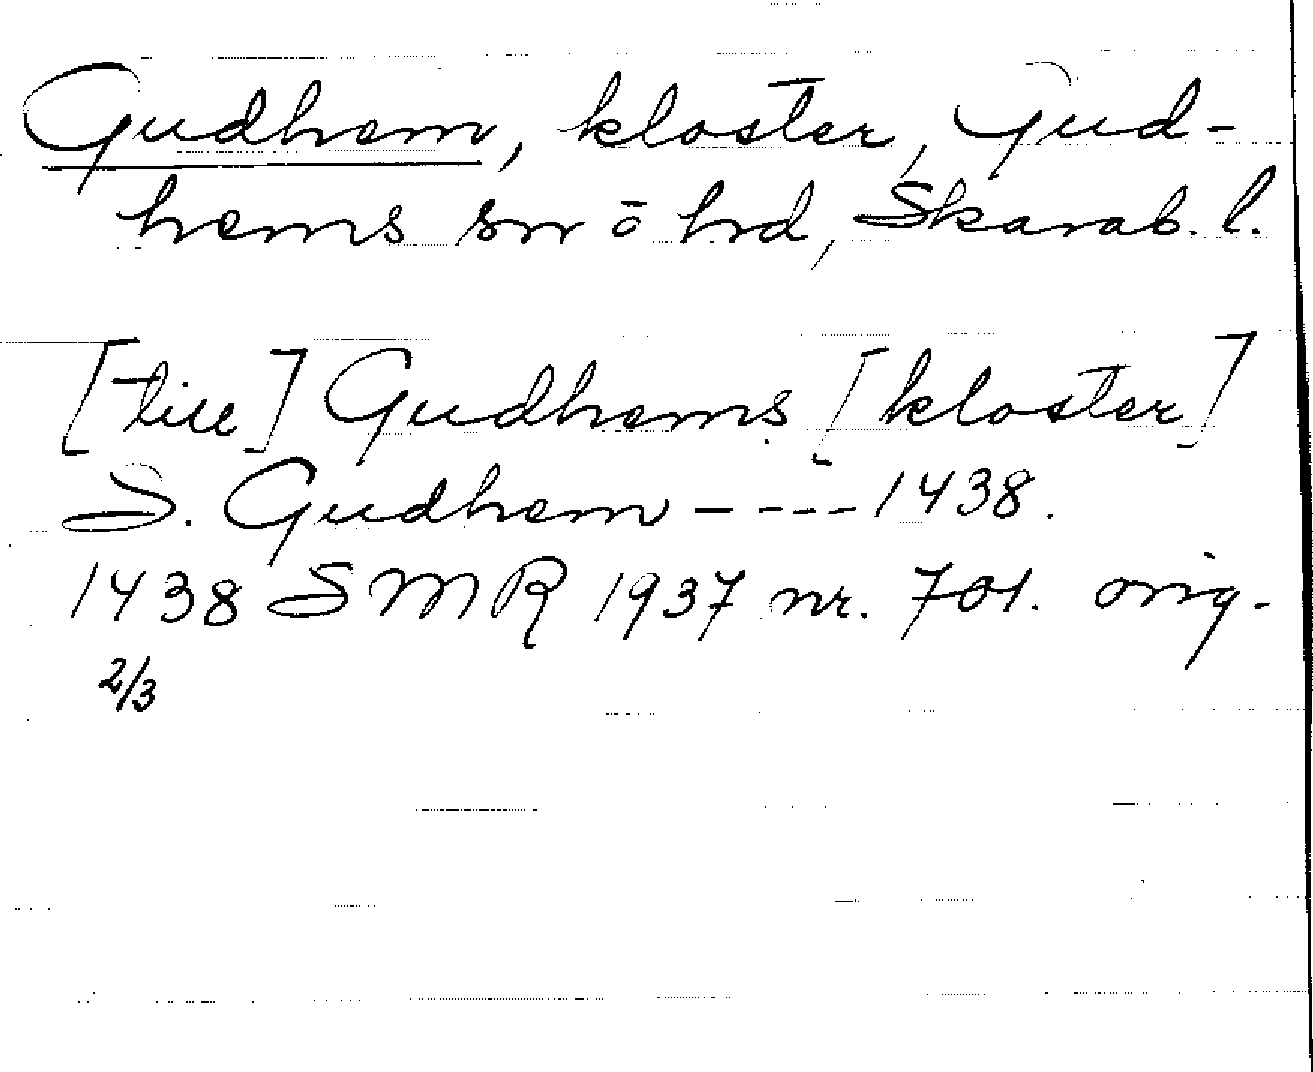 Gudhem, kloster, Gud-
hems sn o hd, Skarab. l.
[till] Gudhems [kloster]
S. Gudhem ---- 1438.
1438 SMR 1937 nr. 701. orig.
2/3